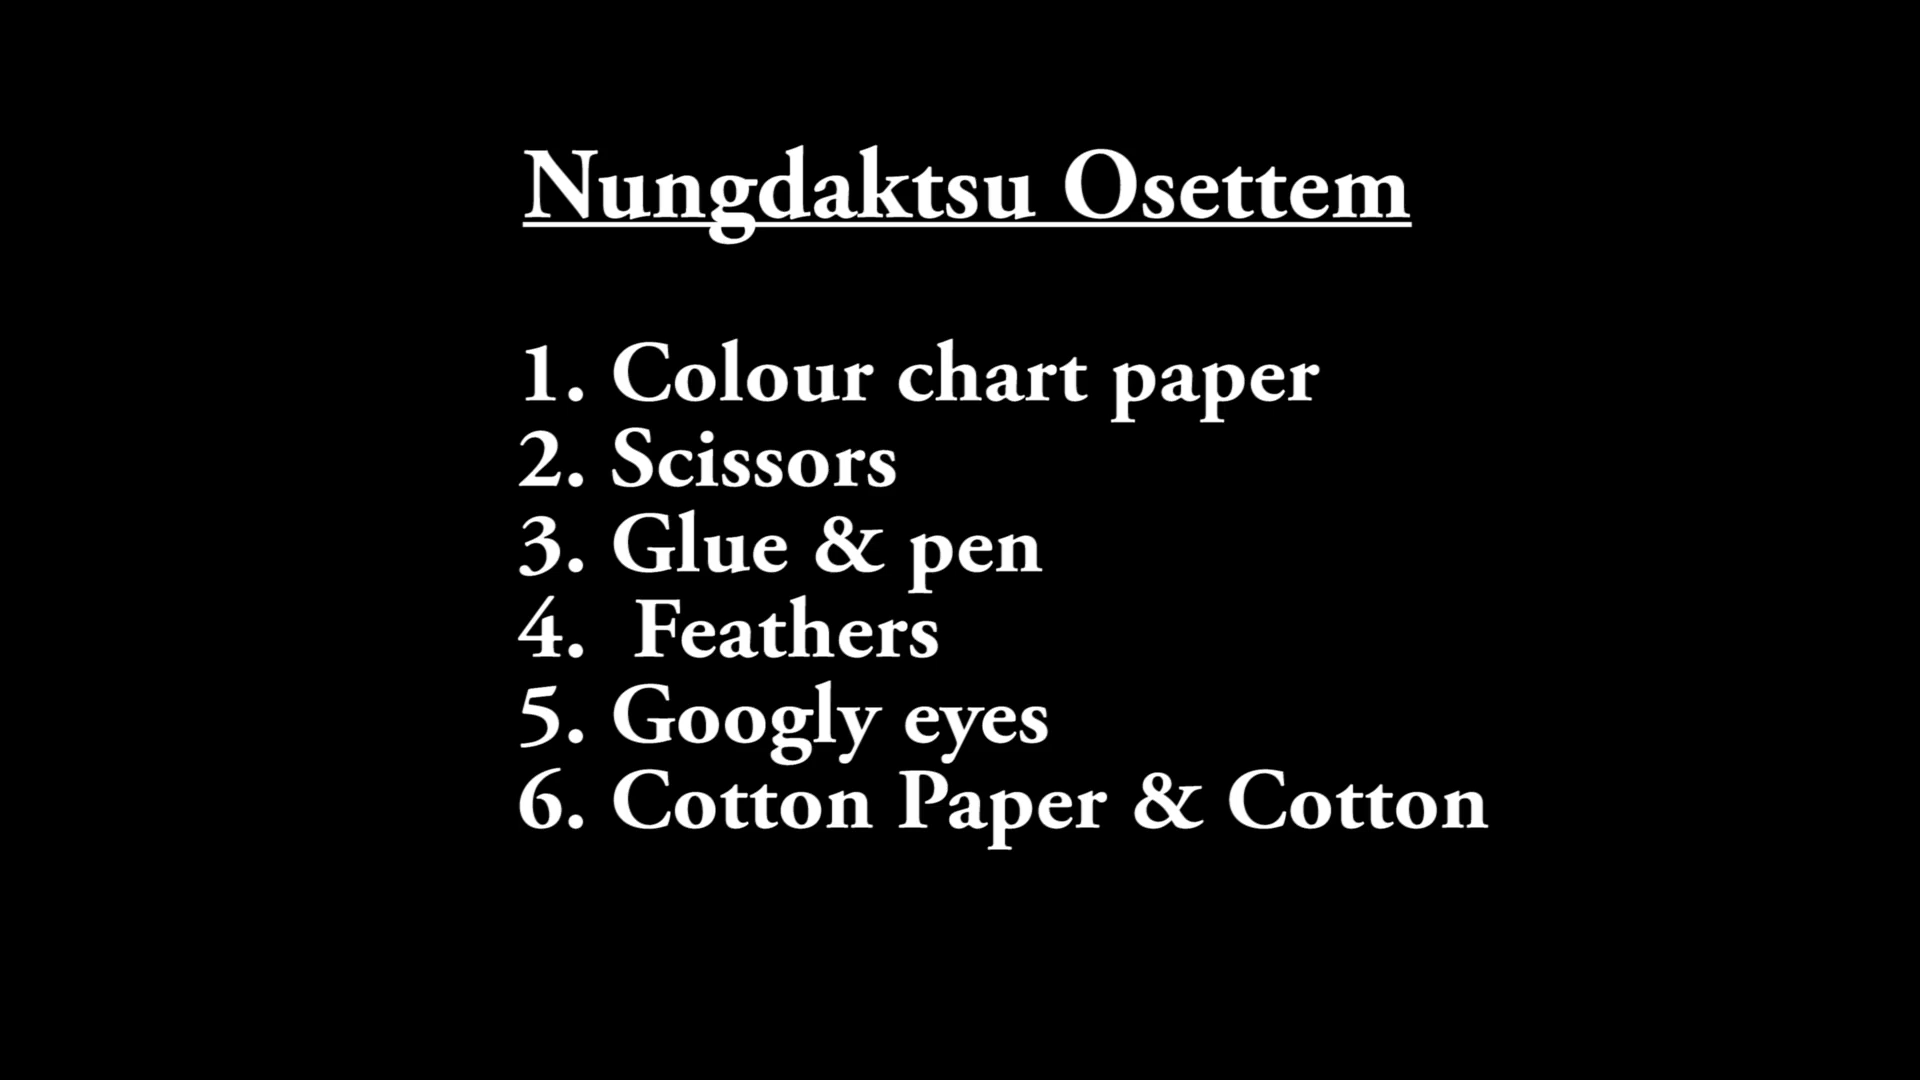 Nungdaktsu Osettem
1. Colour chart paper
2. Scissors
3. Glue & pen
4. Feathers
5. Googly eyes
6. Cotton Paper & Cotton